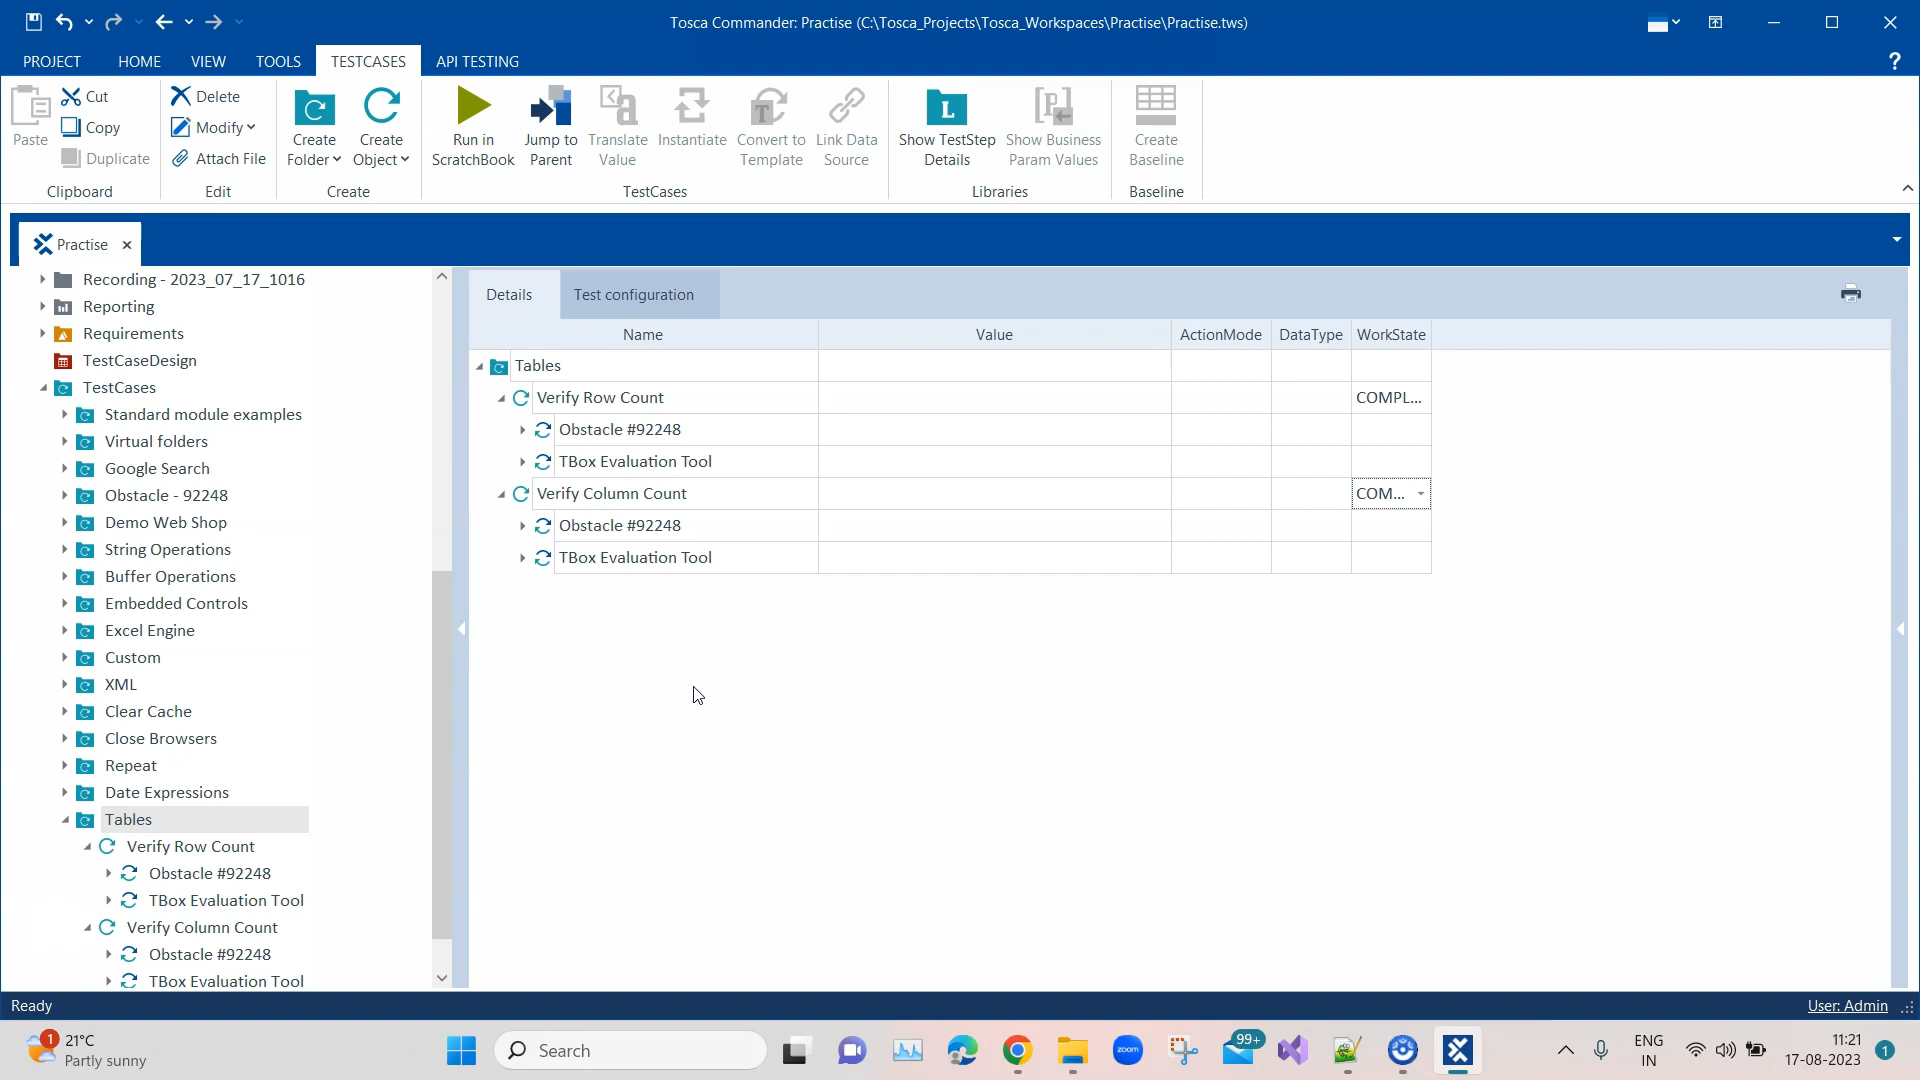 Tosca Commander: Practise (C:\Tosca_Projects\Tosca_Workspaces\Practise\Practise.tws)
PROJECT HOME VIEW TOOLS TESTCASES API TESTING ?
Paste
Cut
Copy
Duplicate
Clipboard
Delete
Modify
Attach File
Edit
Create Folder
Create Object
Create
Run in ScratchBook
Jump to Parent
Translate Value
Instantiate
Convert to Template
Link Data Source
TestCases
Show TestStep Details
Show Business Param Values
Libraries
Create Baseline
Baseline
Practise
Recording - 2023_07_17_1016
Reporting
Requirements
TestCaseDesign
TestCases
Standard module examples
Virtual folders
Google Search
Obstacle - 92248
Demo Web Shop
String Operations
Buffer Operations
Embedded Controls
Excel Engine
Custom
XML
Clear Cache
Close Browsers
Repeat
Date Expressions
Tables
Verify Row Count
Obstacle #92248
TBox Evaluation Tool
Verify Column Count
Obstacle #92248
TBox Evaluation Tool
Details Test configuration
Name Value ActionMode DataType WorkState
Tables
Verify Row Count COMPL...
Obstacle #92248
TBox Evaluation Tool
Verify Column Count COM...
Obstacle #92248
TBox Evaluation Tool
Ready User: Admin
1
21°C
Partly sunny
Search
zoom
99+
ENG
IN
11:21
17-08-2023
1